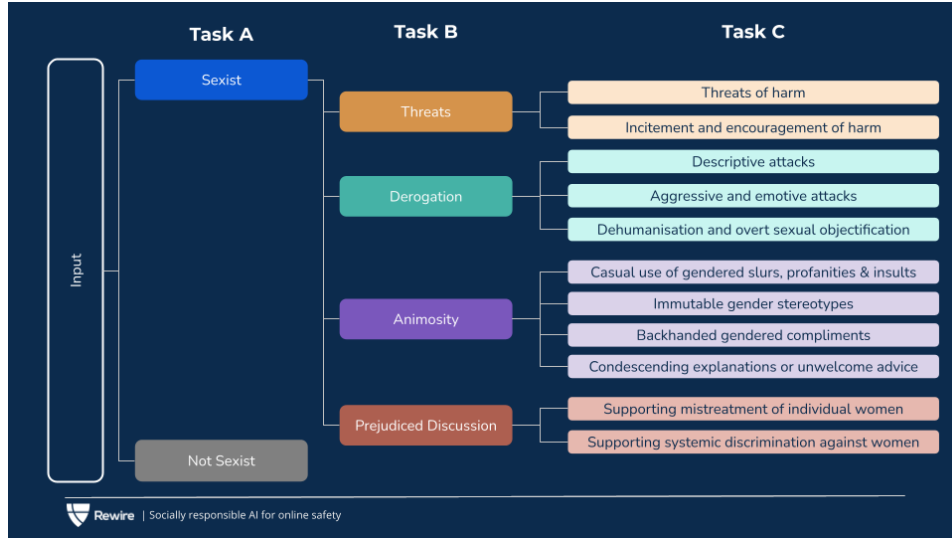 Task A
Task B
Task C
Input
Sexist
Not Sexist
Threats
Derogation
Animosity
Prejudiced Discussion
Threats of harm
Incitement and encouragement of harm
Descriptive attacks
Aggressive and emotive attacks
Dehumanisation and overt sexual objectification
Casual use of gendered slurs, profanities & insults
Immutable gender stereotypes
Backhanded gendered compliments
Condescending explanations or unwelcome advice
Supporting mistreatment of individual women
Supporting systemic discrimination against women
Rewire | Socially responsible AI for online safety